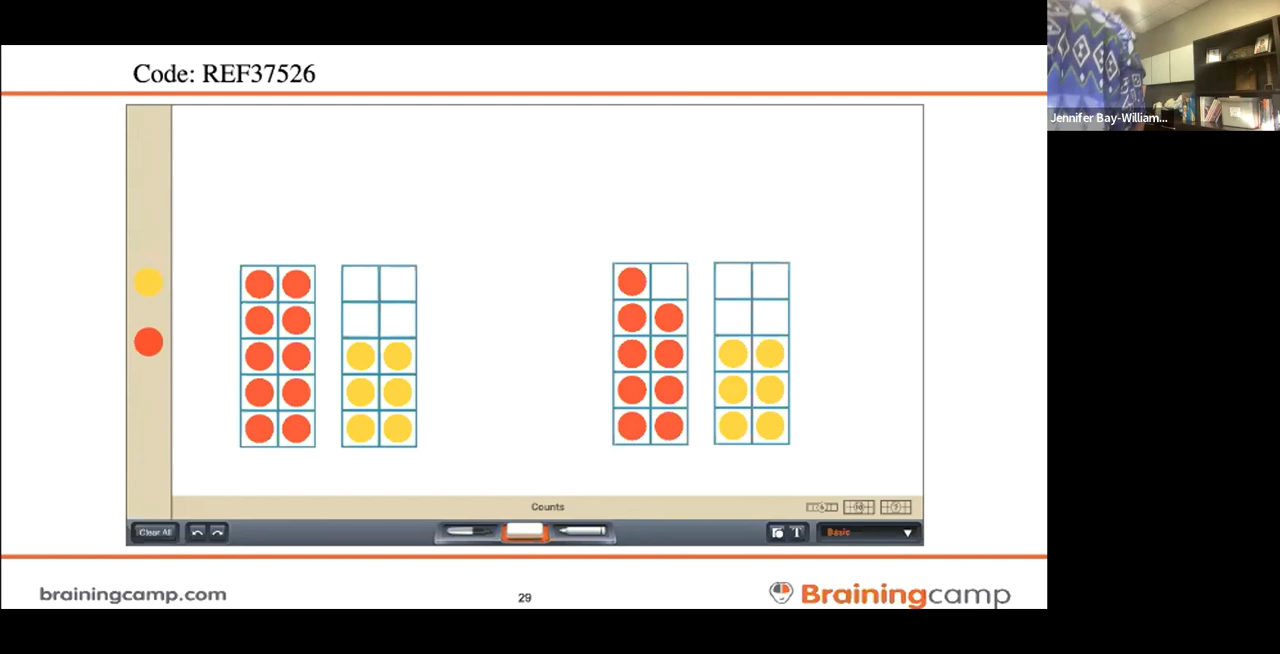 Code: REF37526
Jennifer Bay-William...
Counts
Clear All
T
Basic
brainingcamp.com
29
Brainingcamp